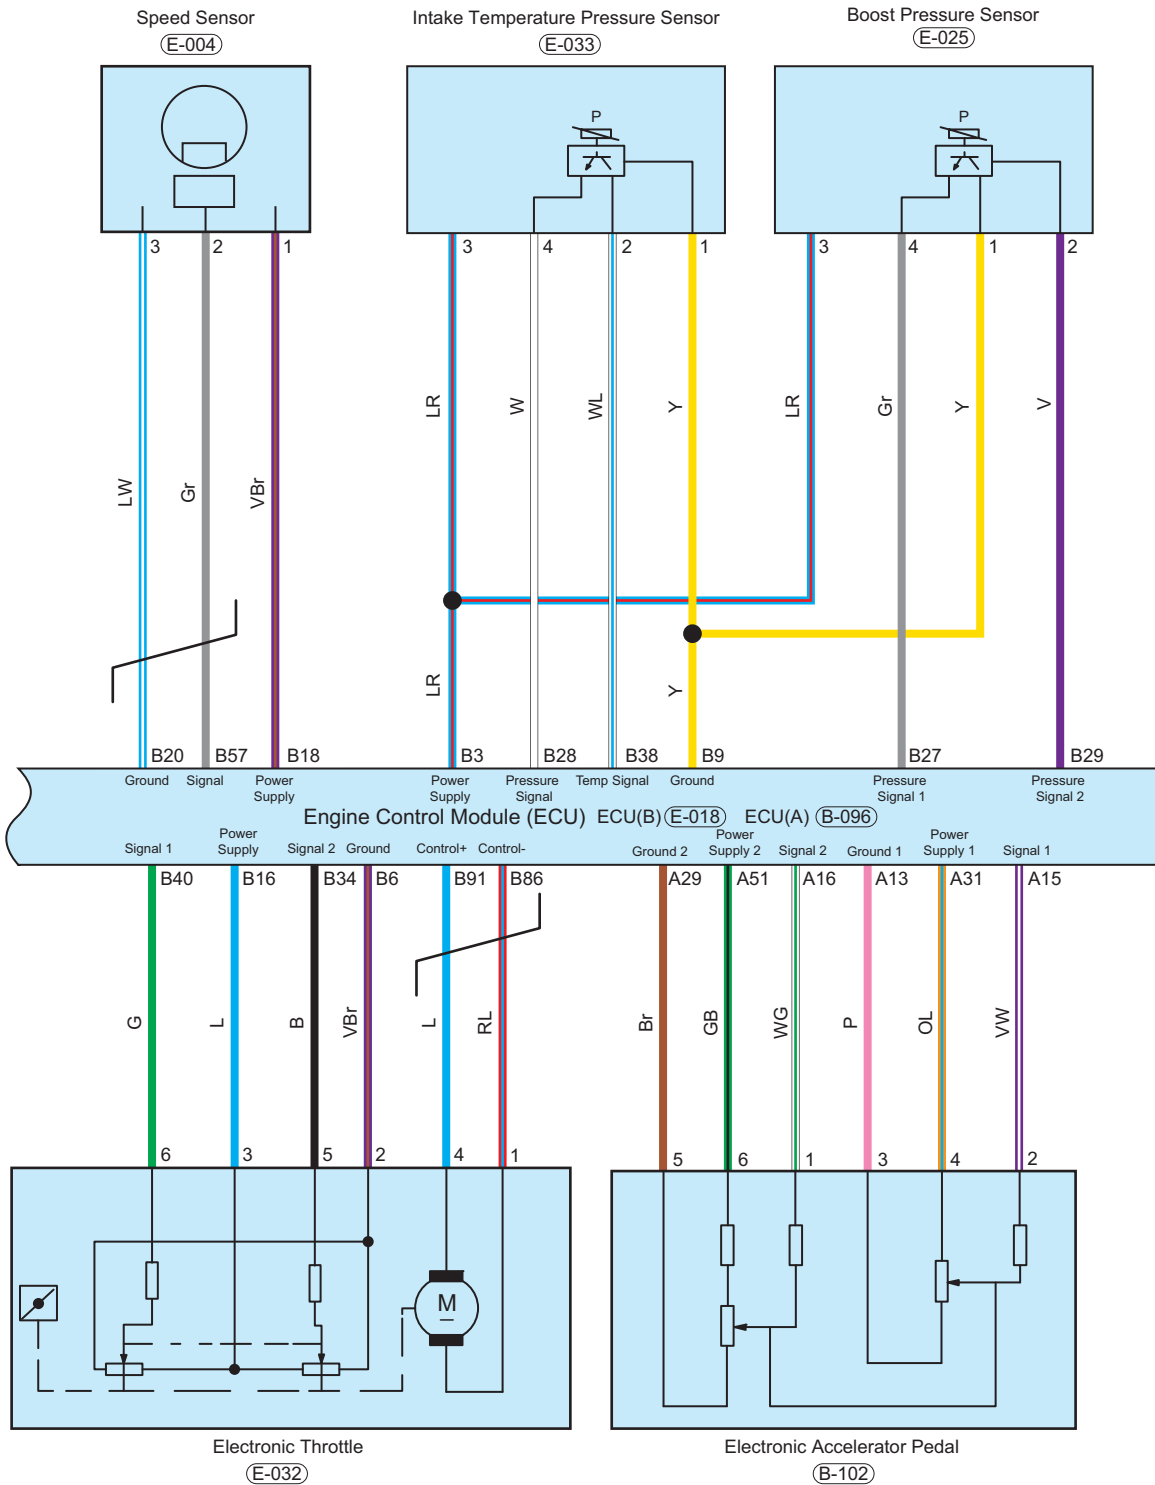 Speed Sensor
E-004
Intake Temperature Pressure Sensor
E-033
Boost Pressure Sensor
E-025
P
P
3 2 1
3 4 2 1
3 4 1 2
LW Gr VBr
LR W WL Y
LR Gr Y V
LR Y
B20 B57 B18
B3 B28 B38 B9
B27 B29
Ground Signal Power Supply
Power Supply Pressure Signal Temp Signal Ground
Pressure Signal 1 Pressure Signal 2
Engine Control Module (ECU) ECU(B) E-018 ECU(A) B-096
Signal 1 Power Supply Signal 2 Ground Control+ Control-
Ground 2 Power Supply 2 Signal 2 Ground 1 Power Supply 1 Signal 1
B40 B16 B34 B6 B91 B86
A29 A51 A16 A13 A31 A15
G L B VBr L RL
Br GB WG P OL VW
6 3 5 2 4 1
5 6 1 3 4 2
M
Electronic Throttle
E-032
Electronic Accelerator Pedal
B-102